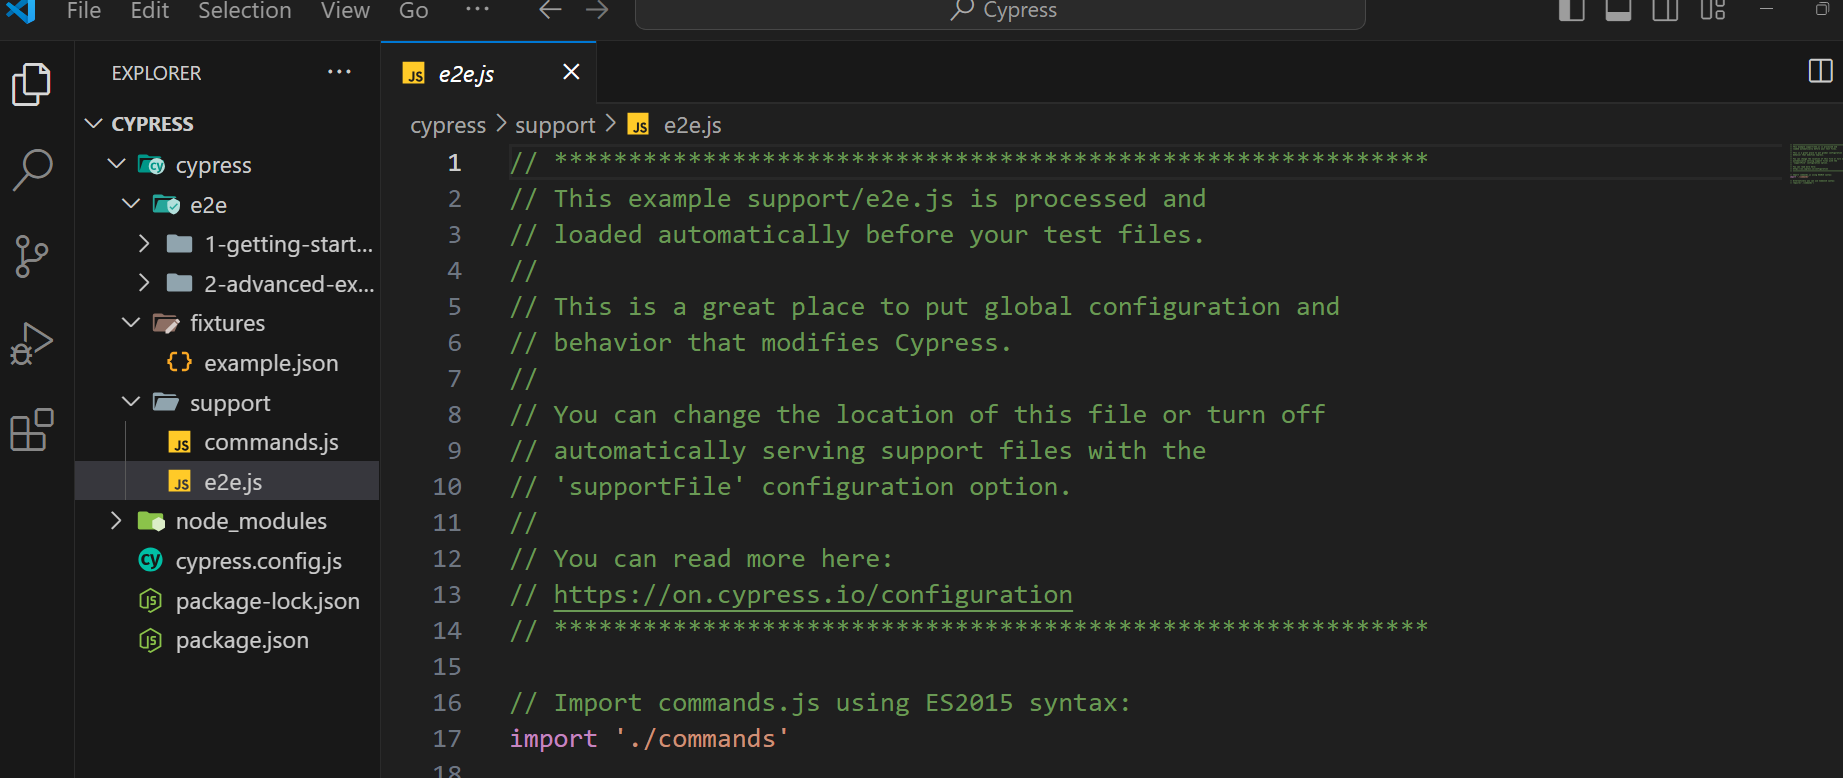 File Edit Selection View Go ···
Cypress
EXPLORER ···
CYPRESS
cypress
e2e
1-getting-start...
2-advanced-ex...
fixtures
example.json
support
commands.js
e2e.js
node_modules
cypress.config.js
package-lock.json
package.json
e2e.js
cypress > support > e2e.js
1 // ***********************************************************
2 // This example support/e2e.js is processed and
3 // loaded automatically before your test files.
4 //
5 // This is a great place to put global configuration and
6 // behavior that modifies Cypress.
7 //
8 // You can change the location of this file or turn off
9 // automatically serving support files with the
10 // 'supportFile' configuration option.
11 //
12 // You can read more here:
13 // https://on.cypress.io/configuration
14 // ***********************************************************
15
16 // Import commands.js using ES2015 syntax:
17 import './commands'
18